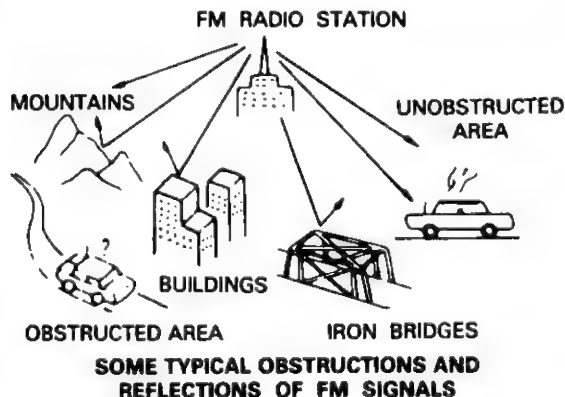 FM RADIO STATION
MOUNTAINS
UNOBSTRUCTED
AREA
?
BUILDINGS
OBSTRUCTED AREA
IRON BRIDGES
SOME TYPICAL OBSTRUCTIONS AND
REFLECTIONS OF FM SIGNALS